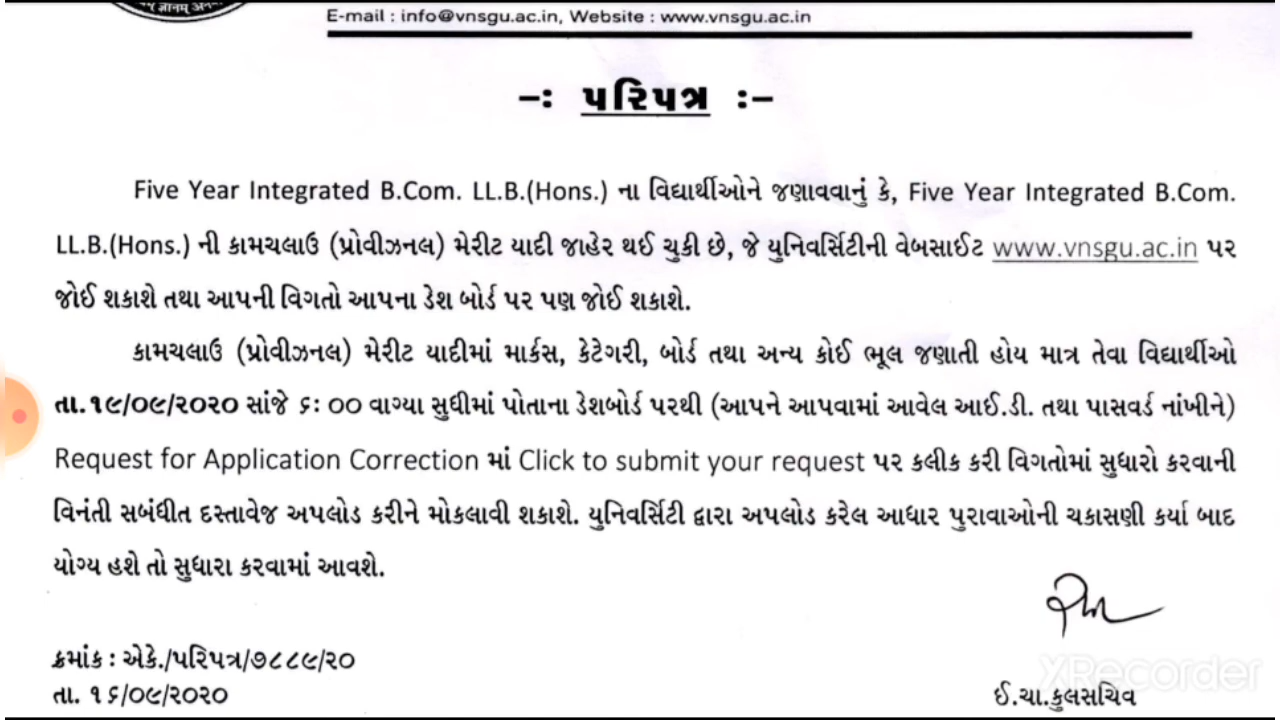 જ્ઞાનમ્
E-mail : info@vnsgu.ac.in, Website : www.vnsgu.ac.in
-: પરિપત્ર :-
Five Year Integrated B.Com. LL.B.(Hons.) ના વિદ્યાર્થીઓને જણાવવાનું કે, Five Year Integrated B.Com.
LL.B.(Hons.) ની કામચલાઉ (પ્રોવીઝનલ) મેરીટ યાદી જાહેર થઈ ચુકી છે, જે યુનિવર્સિટીની વેબસાઈટ www.vnsgu.ac.in પર
જોઈ શકાશે તથા આપની વિગતો આપના ડેશ બોર્ડ પર પણ જોઈ શકાશે.
કામચલાઉ (પ્રોવીઝનલ) મેરીટ યાદીમાં માર્કસ, કેટેગરી, બોર્ડ તથા અન્ય કોઈ ભૂલ જણાતી હોય માત્ર તેવા વિદ્યાર્થીઓ
તા.૧૯/૦૯/૨૦૨૦ સાંજે ૬: ૦૦ વાગ્યા સુધીમાં પોતાના ડેશબોર્ડ પરથી (આપને આપવામાં આવેલ આઈ.ડી. તથા પાસવર્ડ નાંખીને)
Request for Application Correction માં Click to submit your request પર કલીક કરી વિગતોમાં સુધારો કરવાની
વિનંતી સબંધીત દસ્તાવેજ અપલોડ કરીને મોકલાવી શકાશે. યુનિવર્સિટી દ્વારા અપલોડ કરેલ આધાર પુરાવાઓની ચકાસણી કર્યા બાદ
યોગ્ય હશે તો સુધારા કરવામાં આવશે.
ક્રમાંક : એકે./પરિપત્ર/૭૮૮૯/૨૦
તા. ૧૬/૦૯/૨૦૨૦
ઈ.ચા.કુલસચિવ
XRecorder